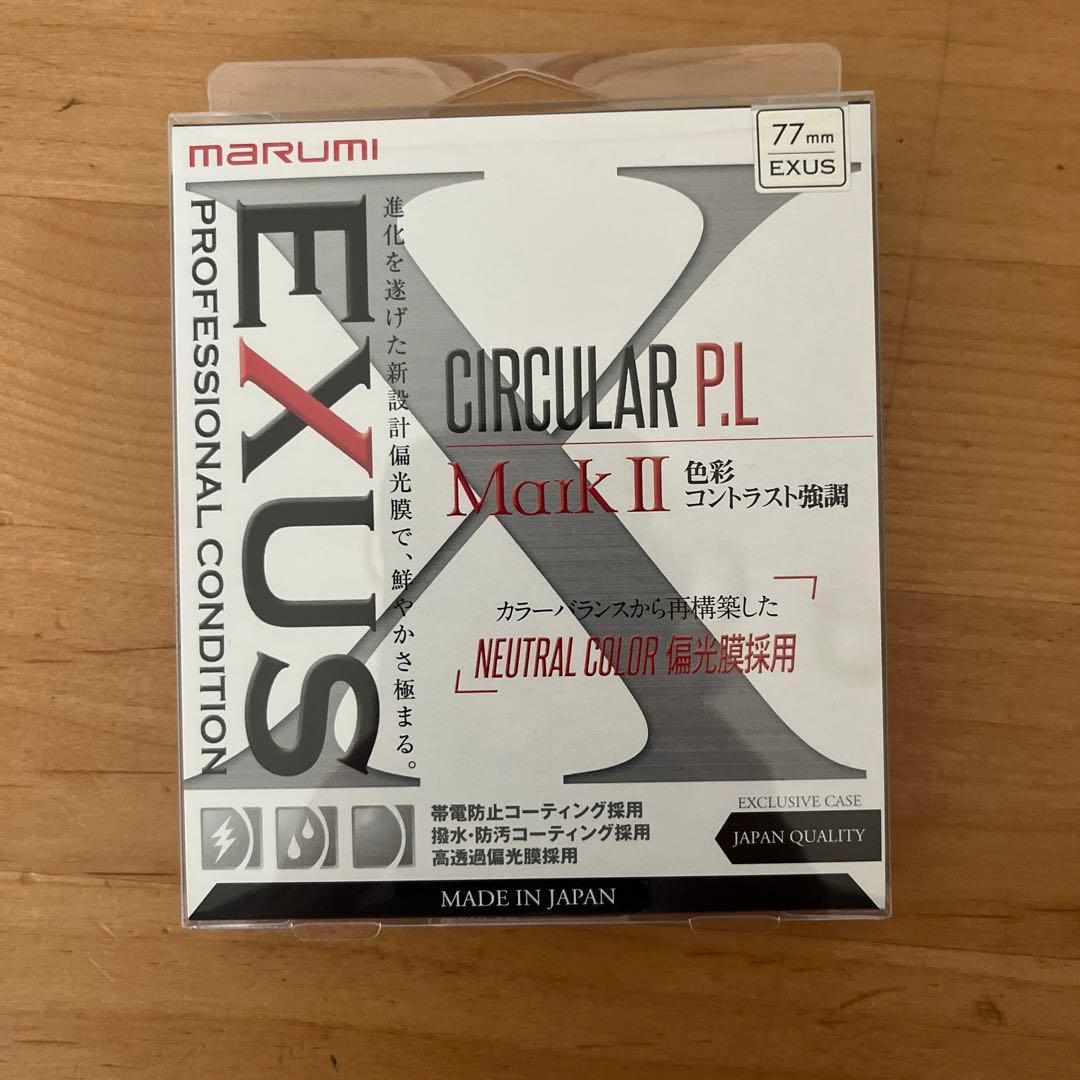 marumi
77mm
EXUS
EXUS
PROFESSIONAL CONDITION
進化を遂げた新設計偏光膜で、鮮やかさ極まる。
CIRCULAR P.L
Mark II
色彩
コントラスト強調
カラーバランスから再構築した
NEUTRAL COLOR 偏光膜採用
帯電防止コーティング採用
撥水・防汚コーティング採用
高透過偏光膜採用
EXCLUSIVE CASE
JAPAN QUALITY
MADE IN JAPAN